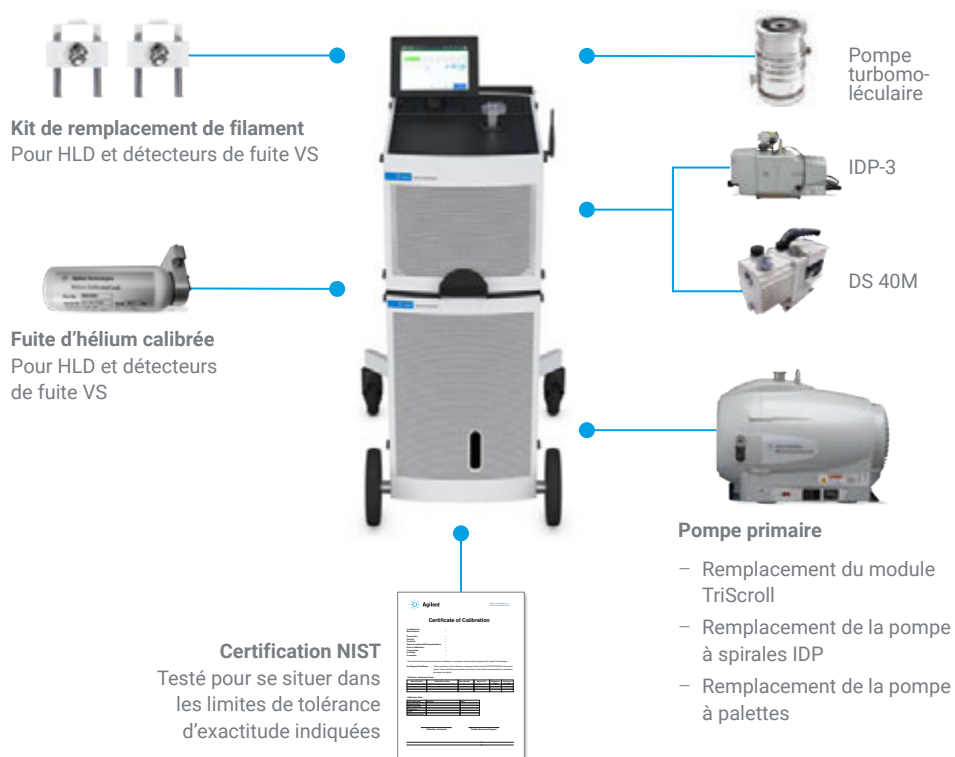 Kit de remplacement de filament
Pour HLD et détecteurs de fuite VS
Fuite d’hélium calibrée
Pour HLD et détecteurs
de fuite VS
Pompe
turbomo-
léculaire
IDP-3
DS 40M
Pompe primaire
– Remplacement du module
TriScroll
– Remplacement de la pompe
à spirales IDP
– Remplacement de la pompe
à palettes
Certification NIST
Testé pour se situer dans
les limites de tolérance
d’exactitude indiquées
Agilent
Certificate of Calibration